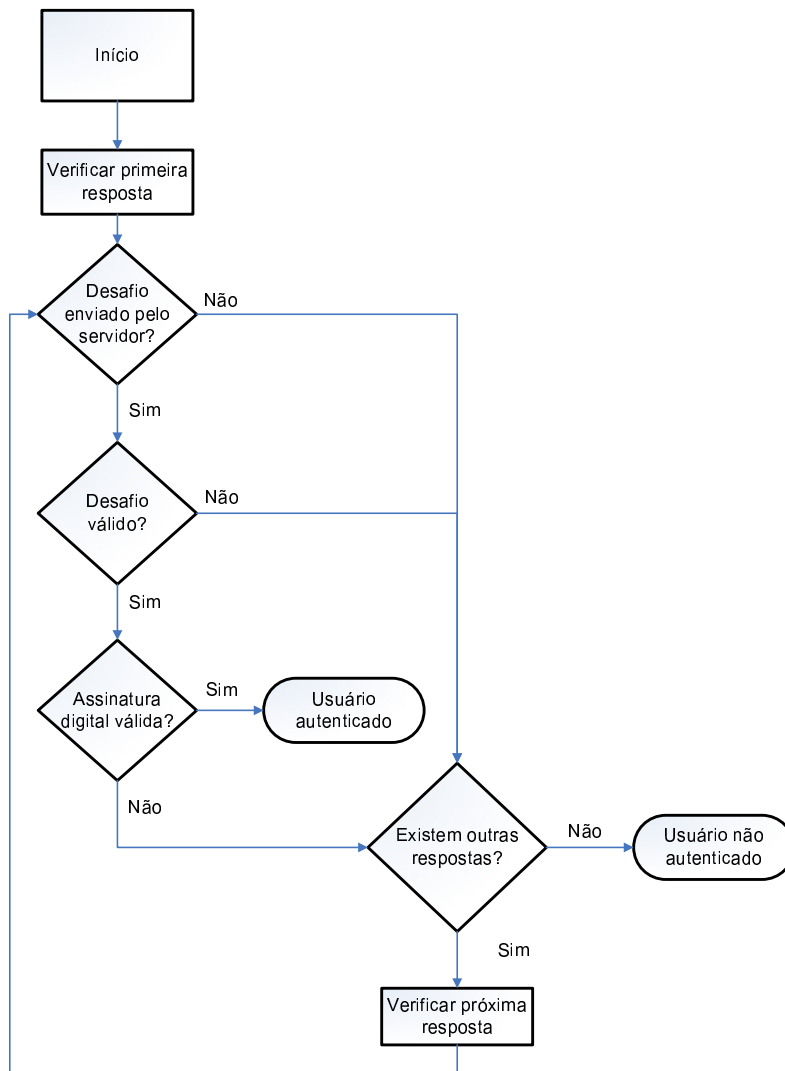 Início
Verificar primeira
resposta
Desafio
enviado pelo
servidor?
Não
Sim
Desafio
válido?
Não
Sim
Assinatura
digital válida?
Sim
Usuário
autenticado
Não
Existem outras
respostas?
Não
Usuário não
autenticado
Sim
Verificar próxima
resposta